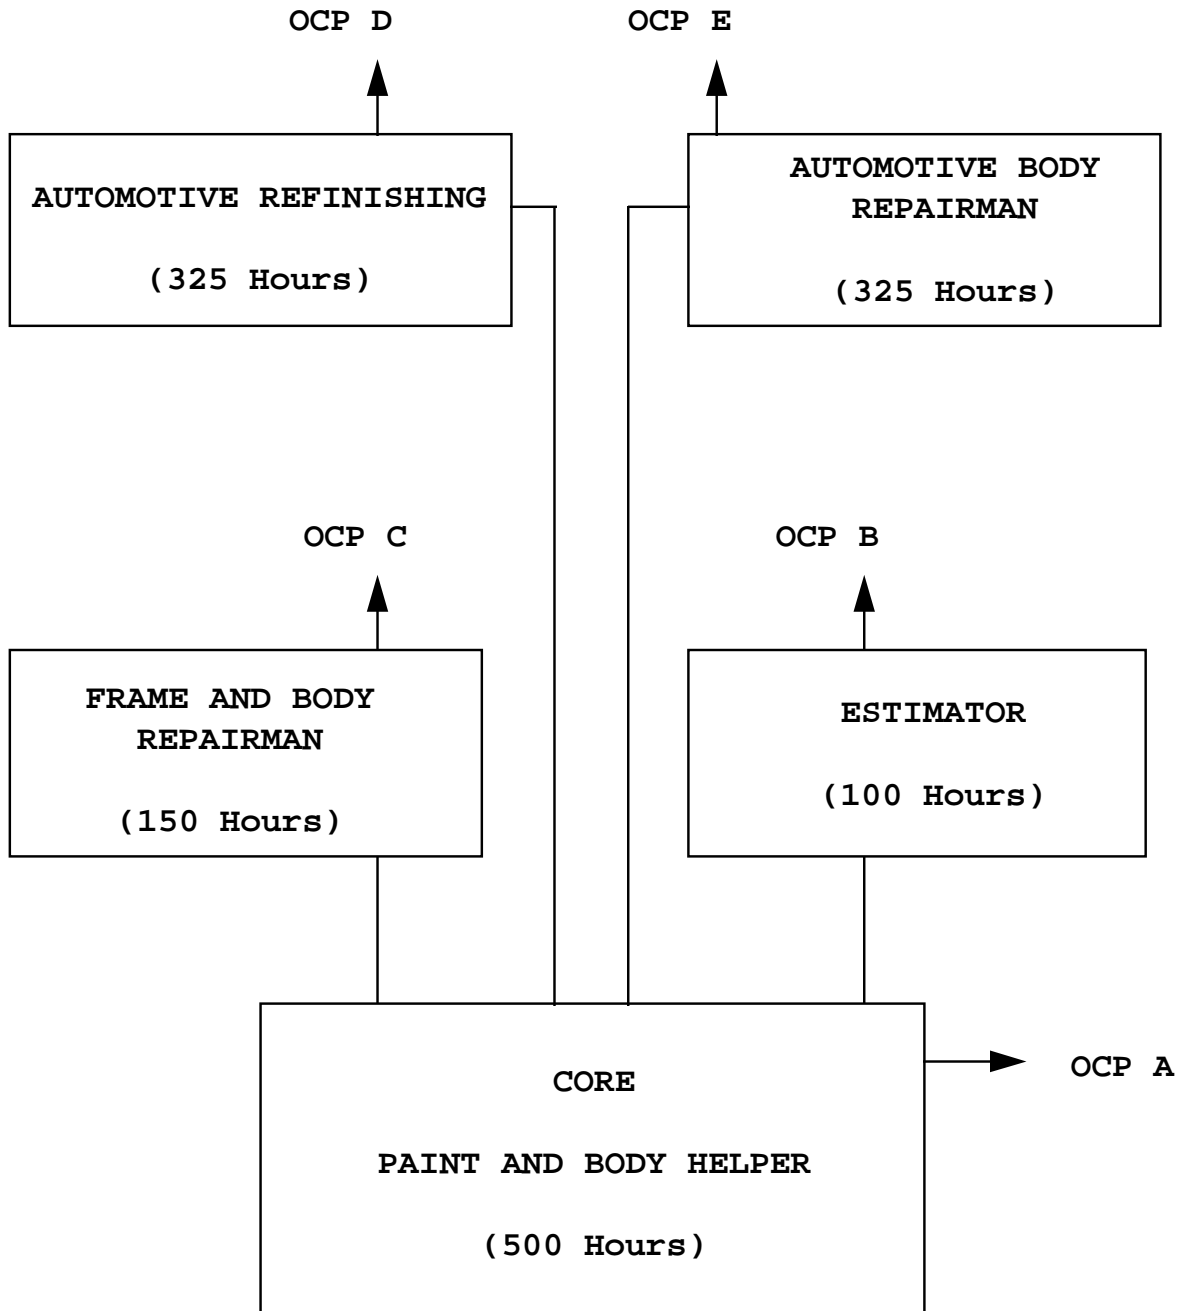 OCP D
OCP E
AUTOMOTIVE REFINISHING
(325 Hours)
AUTOMOTIVE BODY
REPAIRMAN
(325 Hours)
OCP C
OCP B
FRAME AND BODY
REPAIRMAN
(150 Hours)
ESTIMATOR
(100 Hours)
CORE
PAINT AND BODY HELPER
(500 Hours)
OCP A